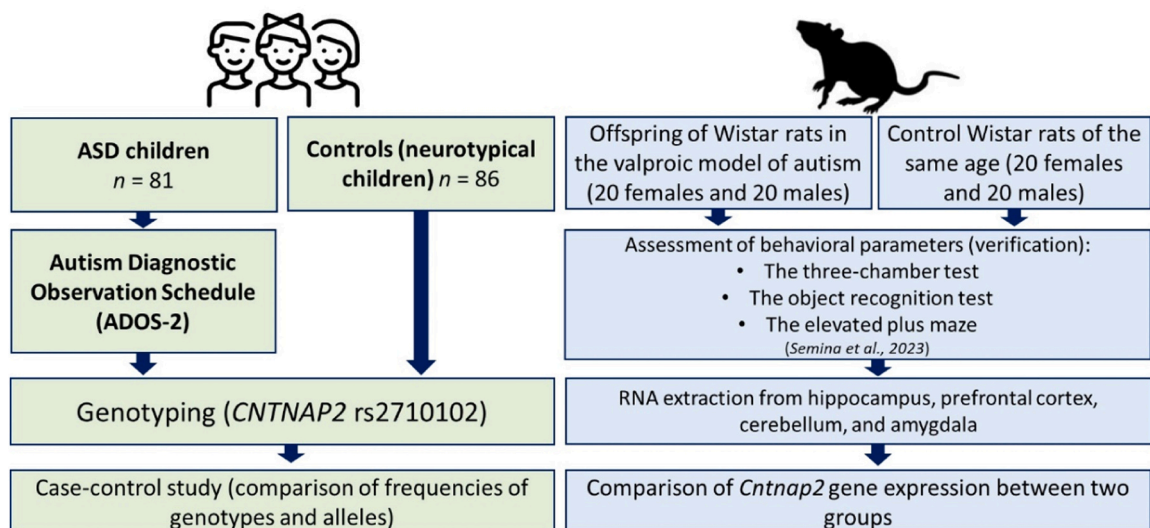 ASD children
n = 81
Controls (neurotypical
children) n = 86
Autism Diagnostic
Observation Schedule
(ADOS-2)
Genotyping (CNTNAP2 rs2710102)
Case-control study (comparison of frequencies of
genotypes and alleles)
Offspring of Wistar rats in
the valproic model of autism
(20 females and 20 males)
Control Wistar rats of the
same age (20 females
and 20 males)
Assessment of behavioral parameters (verification):
• The three-chamber test
• The object recognition test
• The elevated plus maze
(Semina et al., 2023)
RNA extraction from hippocampus, prefrontal cortex,
cerebellum, and amygdala
Comparison of Cntnap2 gene expression between two
groups